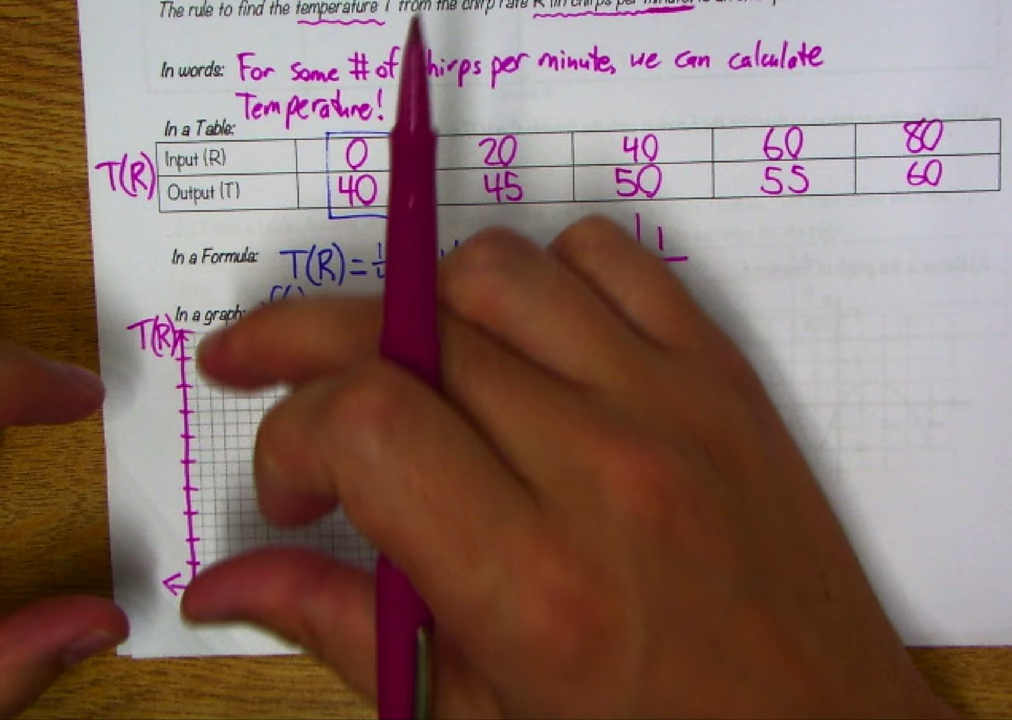 The rule to find the temperature T from the chirp rate R (in chirps per minute
In words: For some # of chirps per minute, we can calculate
Temperature!
In a Table:
T(R)
Input (R) 0 20 40 60 80
Output (T) 40 45 50 55 60
In a Formula: T(R) =
In a graph:
T(R)